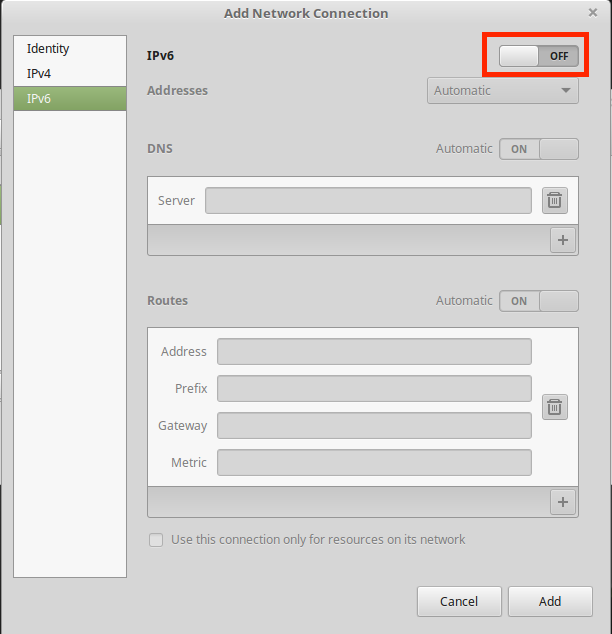 Add Network Connection
Identity
IPv4
IPv6
IPv6
OFF
Addresses
Automatic
DNS
Automatic
ON
Server
Routes
Automatic
ON
Address
Prefix
Gateway
Metric
Use this connection only for resources on its network
Cancel
Add